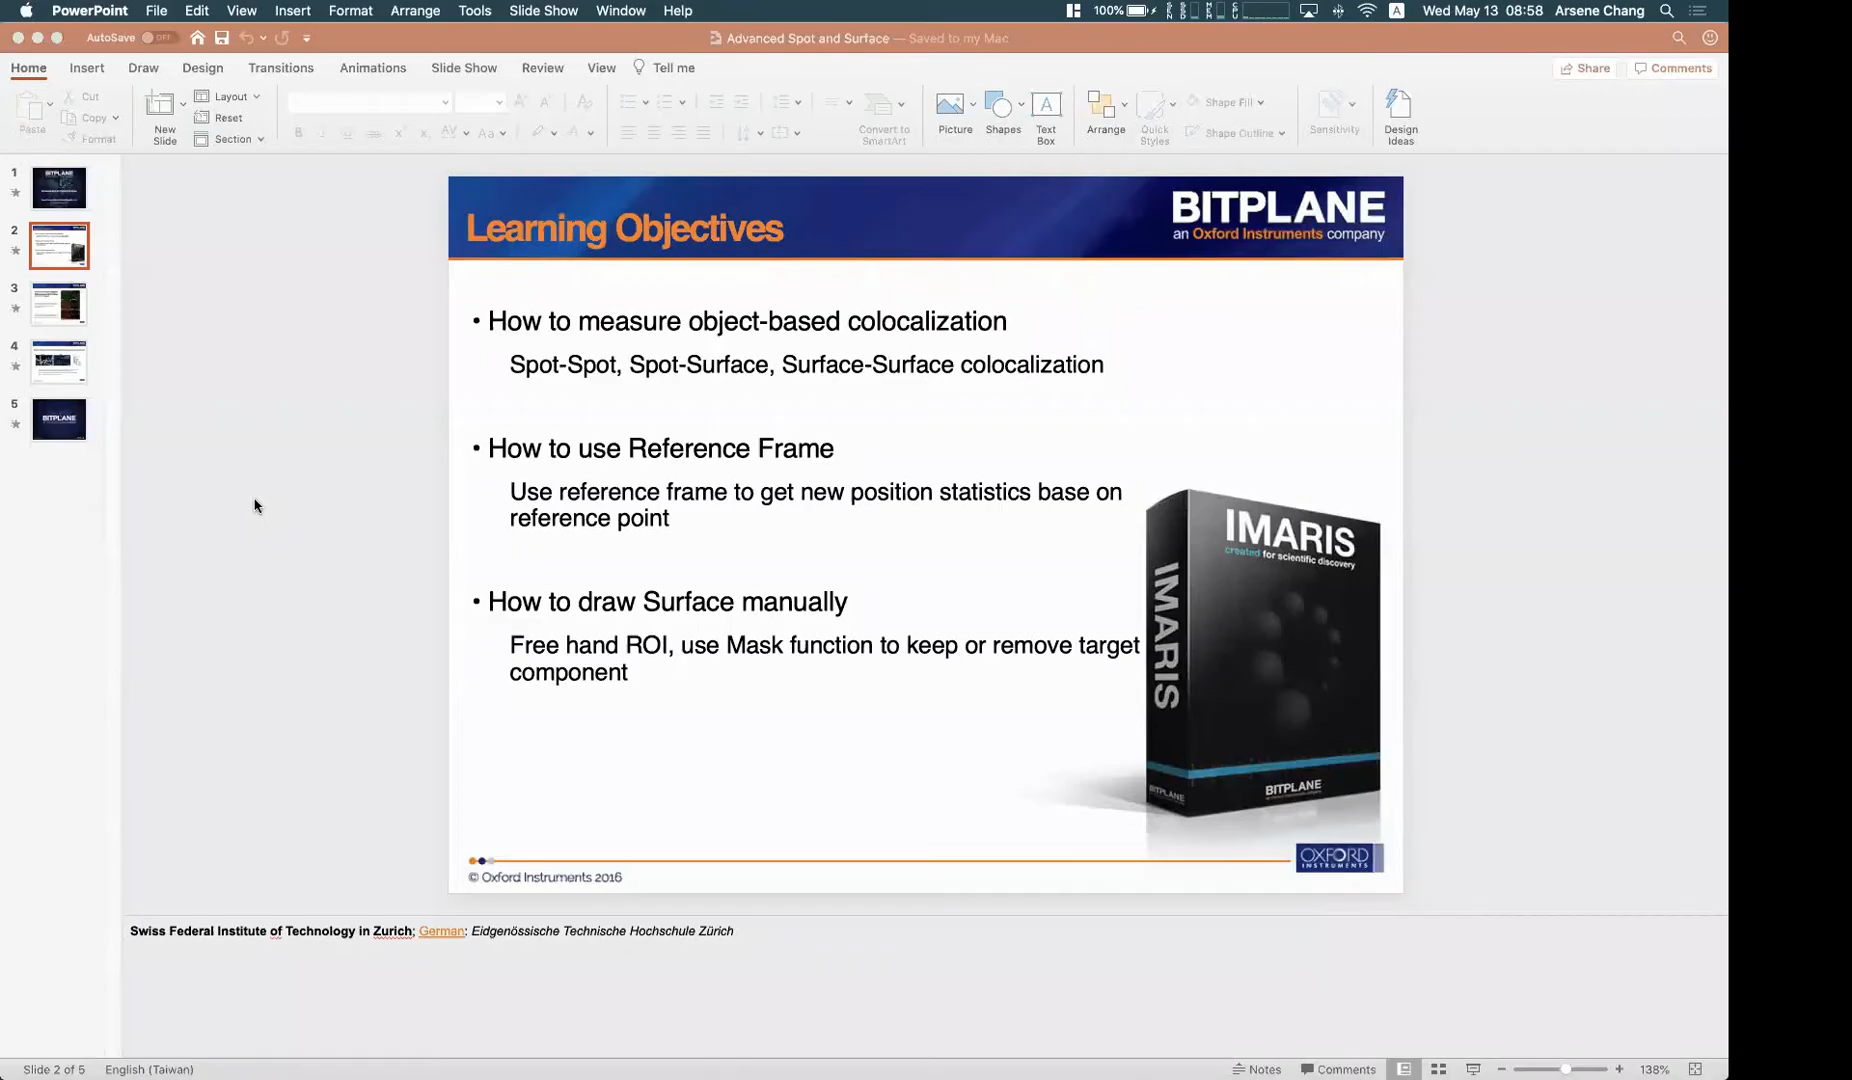 PowerPoint File Edit View Insert Format Arrange Tools Slide Show Window Help 100% Wed May 13 08:58 Arsene Chang
AutoSave OFF Advanced Spot and Surface — Saved to my Mac
Home Insert Draw Design Transitions Animations Slide Show Review View Tell me Share Comments
Paste Cut Copy Format
New Slide Layout Reset Section
Convert to SmartArt
Picture Shapes Text Box
Arrange Quick Styles Shape Fill Shape Outline
Sensitivity Design Ideas
1
2
3
4
5
BITPLANE
BITPLANE
Learning Objectives
BITPLANE
an Oxford Instruments company
• How to measure object-based colocalization
Spot-Spot, Spot-Surface, Surface-Surface colocalization
• How to use Reference Frame
Use reference frame to get new position statistics base on
reference point
• How to draw Surface manually
Free hand ROI, use Mask function to keep or remove target
component
IMARIS
created for scientific discovery
IMARIS
BITPLANE
BITPLANE
OXFORD
INSTRUMENTS
© Oxford Instruments 2016
Swiss Federal Institute of Technology in Zurich; German: Eidgenössische Technische Hochschule Zürich
Slide 2 of 5 English (Taiwan) Notes Comments 138%